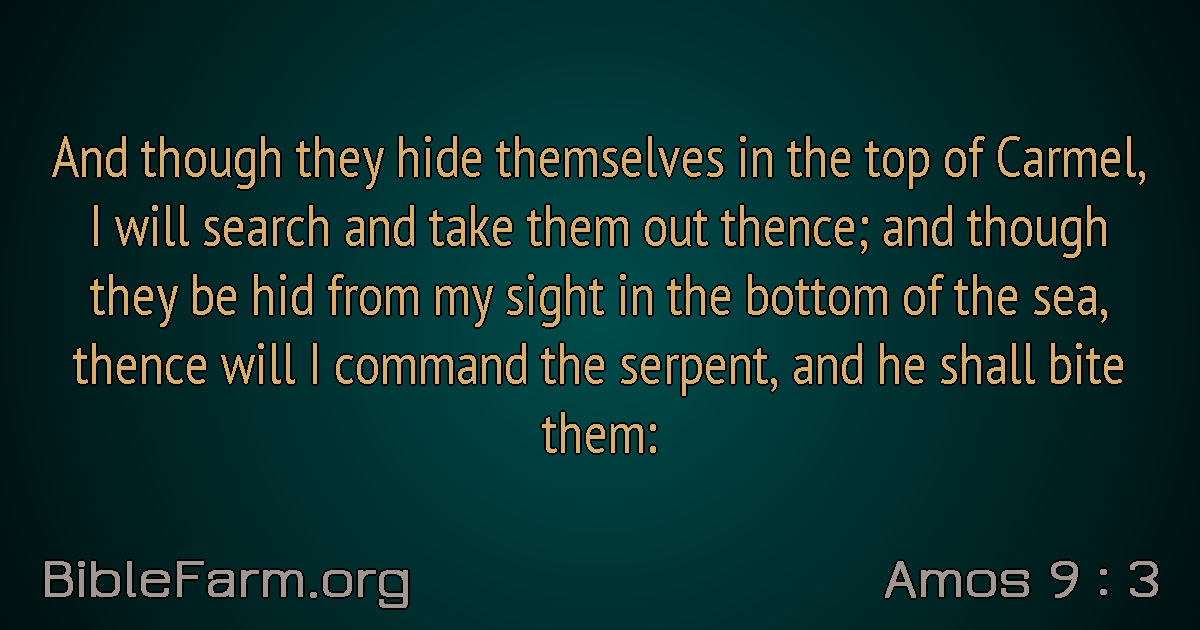 And though they hide themselves in the top of Carmel,
I will search and take them out thence; and though
they be hid from my sight in the bottom of the sea,
thence will I command the serpent, and he shall bite
them:
BibleFarm.org
Amos 9 : 3